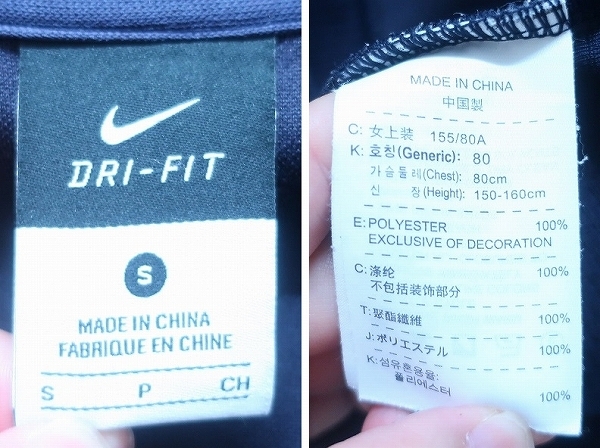 DRI-FIT
S
MADE IN CHINA
FABRIQUE EN CHINE
S P CH
MADE IN CHINA
中国製
C: 女上装 155/80A
K: 호칭(Generic): 80
가슴둘레(Chest): 80cm
신 장(Height): 150-160cm
E: POLYESTER 100%
EXCLUSIVE OF DECORATION
C: 涤纶 100%
不包括装饰部分
T: 聚酯纖維 100%
J: ポリエステル 100%
K: 섬유혼용율:
폴리에스터 100%